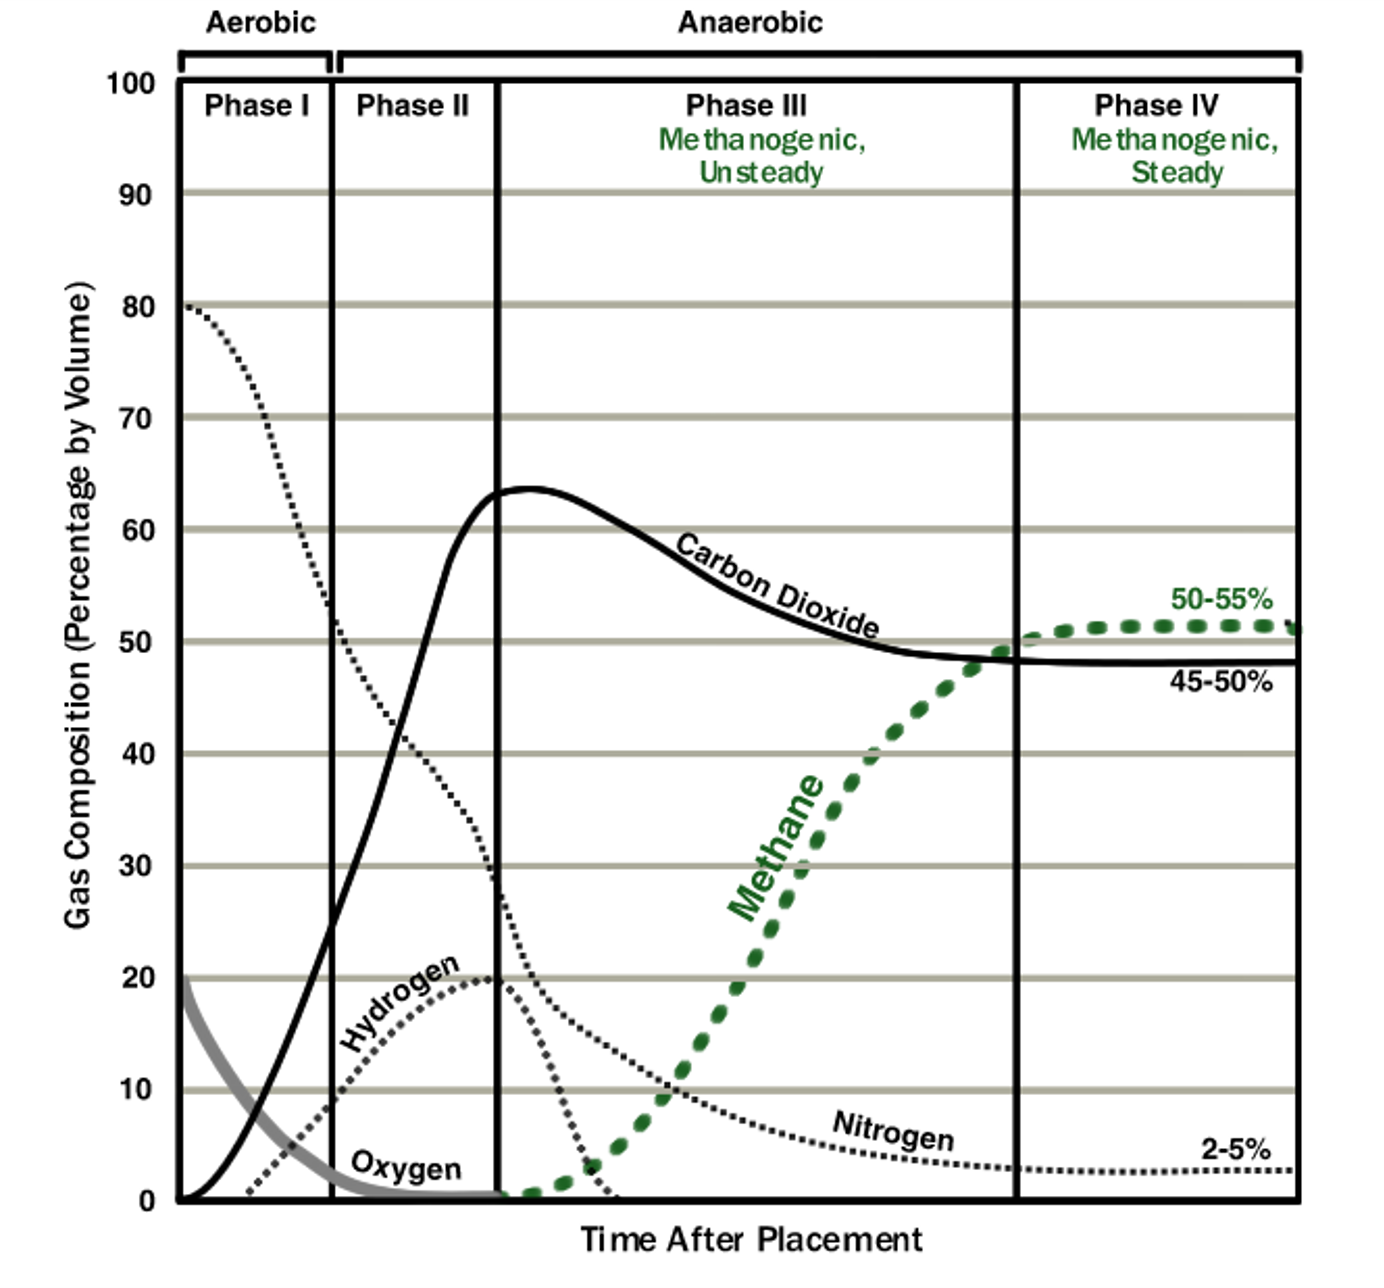 Aerobic
Anaerobic
100
Phase I
Phase II
Phase III
Phase IV
Methanogenic,
Unsteady
Methanogenic,
Steady
90
80
70
60
50
40
30
20
10
0
Gas Composition (Percentage by Volume)
Carbon Dioxide
50-55%
45-50%
Methane
Hydrogen
Oxygen
Nitrogen
2-5%
Time After Placement